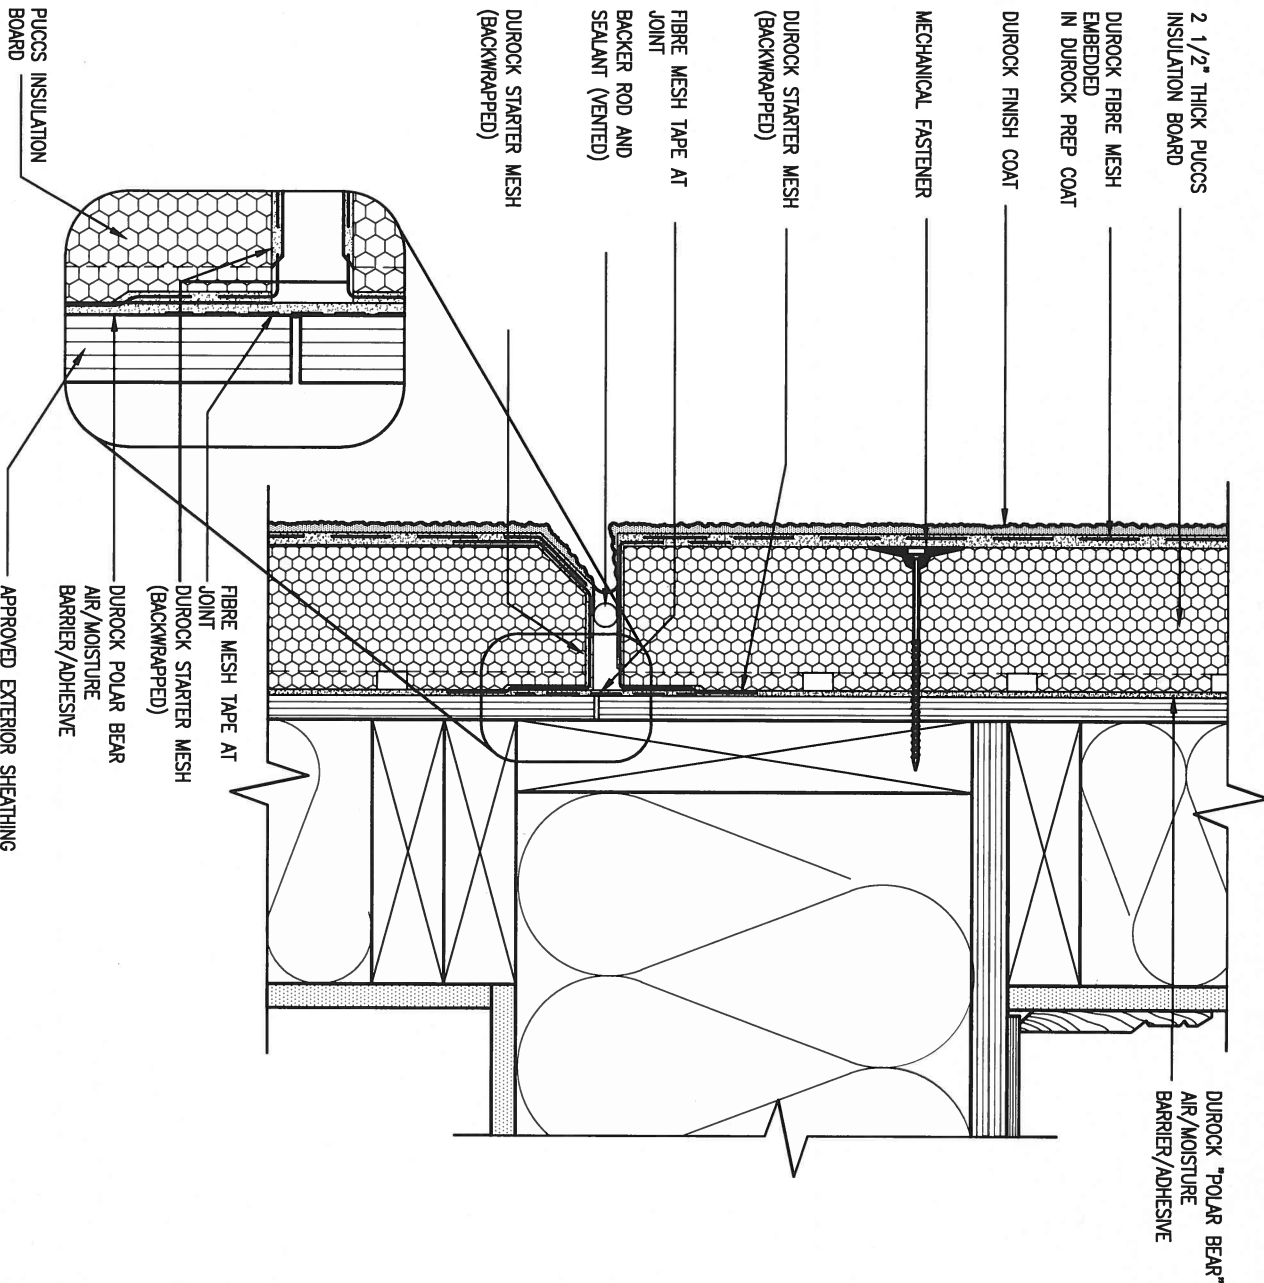 2 1/2" THICK PUCCS
INSULATION BOARD
DUROCK FIBRE MESH
EMBEDDED
IN DUROCK PREP COAT
DUROCK FINISH COAT
MECHANICAL FASTENER
DUROCK STARTER MESH
(BACKWRAPPED)
FIBRE MESH TAPE AT
JOINT
BACKER ROD AND
SEALANT (VENTED)
DUROCK STARTER MESH
(BACKWRAPPED)
PUCCS INSULATION
BOARD
DUROCK "POLAR BEAR"
AIR/MOISTURE
BARRIER/ADHESIVE
FIBRE MESH TAPE AT
JOINT
DUROCK STARTER MESH
(BACKWRAPPED)
DUROCK POLAR BEAR
AIR/MOISTURE
BARRIER/ADHESIVE
APPROVED EXTERIOR SHEATHING